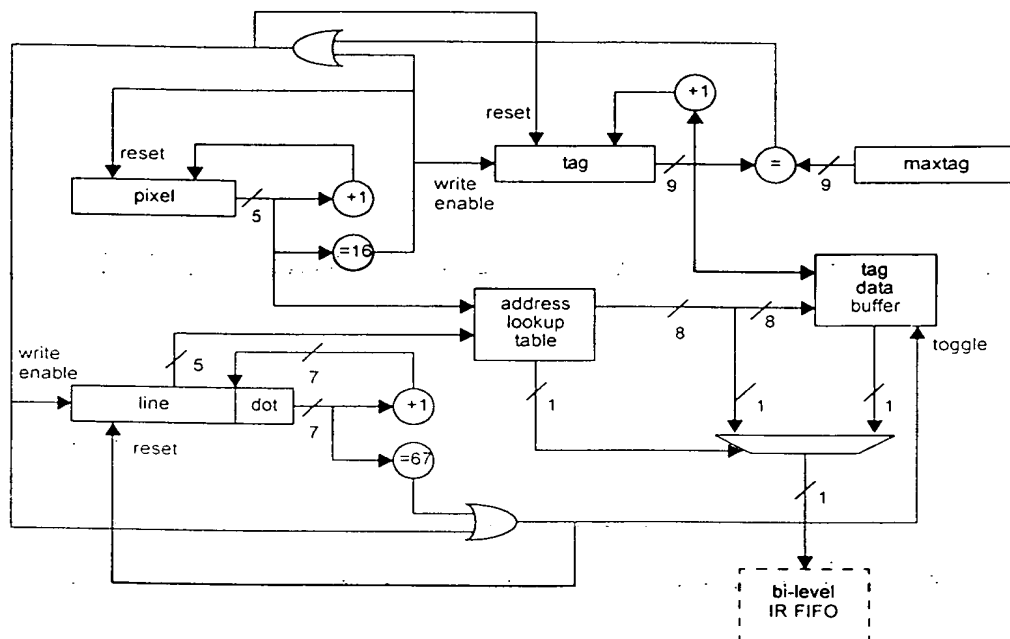 +1
reset
reset
tag
=
maxtag
9
9
+1
pixel
5
write
enable
=16
tag
data
buffer
address
lookup
table
8
8
toggle
write
enable
5
7
line
dot
7
+1
1
1
1
reset
=67
1
bi-level
IR FIFO